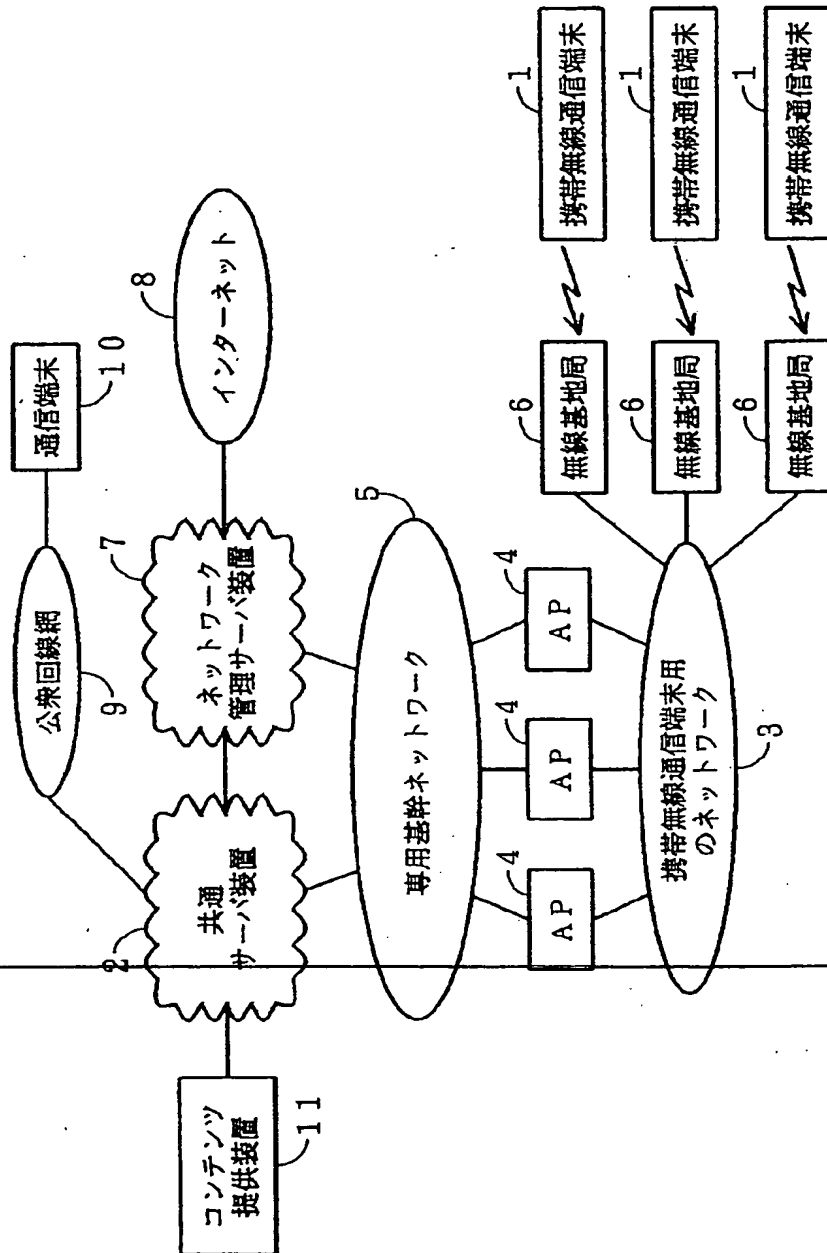 通信端末
10
公衆回線網
9
インターネット
8
ネットワーク
管理サーバ装置
7
共通
サーバ装置
2
コンテンツ
提供装置
11
専用基幹ネットワーク
5
AP
4
AP
4
AP
4
携帯無線通信端末用
のネットワーク
3
無線基地局
6
無線基地局
6
無線基地局
6
携帯無線通信端末
1
携帯無線通信端末
1
携帯無線通信端末
1